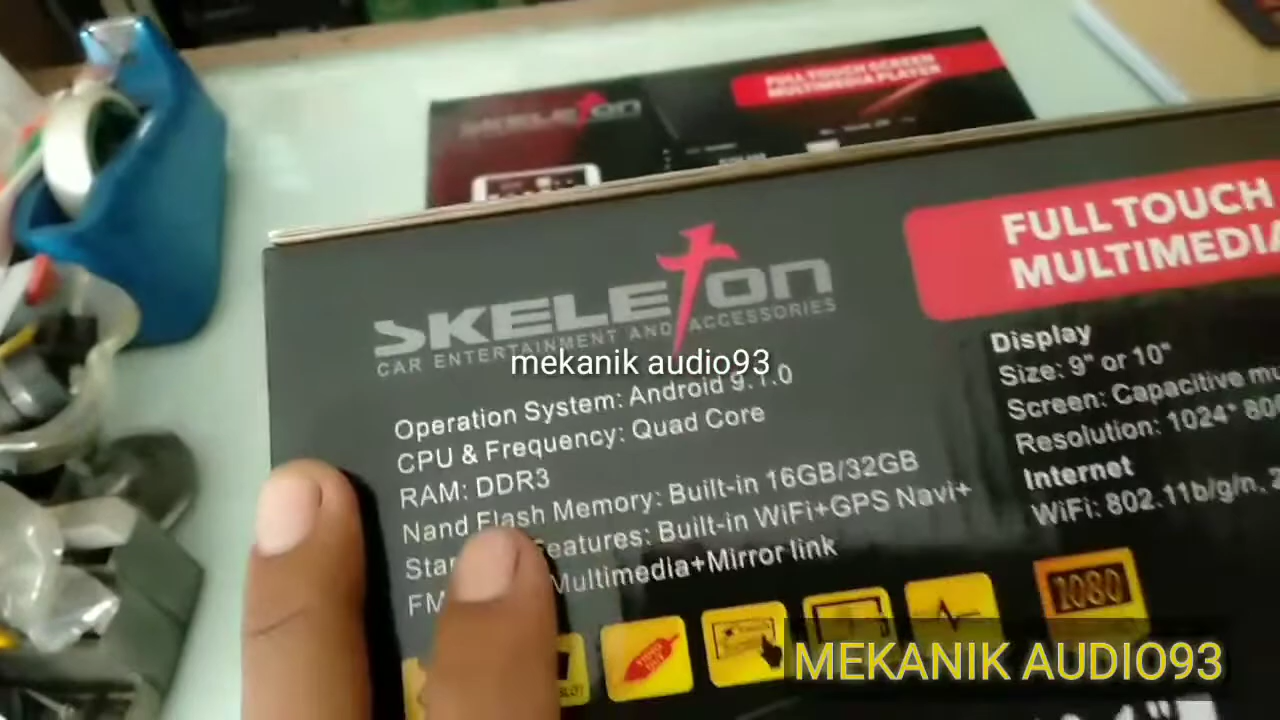 SKELETON
FULL TOUCH SCREEN
MULTIMEDIA PLAYER
SKELETON
CAR ENTERTAINMENT AND ACCESSORIES
FULL TOUCH
MULTIMEDIA
mekanik audio93
Operation System: Android 9.1.0
CPU & Frequency: Quad Core
RAM: DDR3
Nand Flash Memory: Built-in 16GB/32GB
Features: Built-in WiFi+GPS Navi+
FM Multimedia+Mirror link
Display
Size: 9" or 10"
Screen: Capacitive
Resolution: 1024*
Internet
WiFi: 802.11b/g/n,
1080
MEKANIK AUDIO93